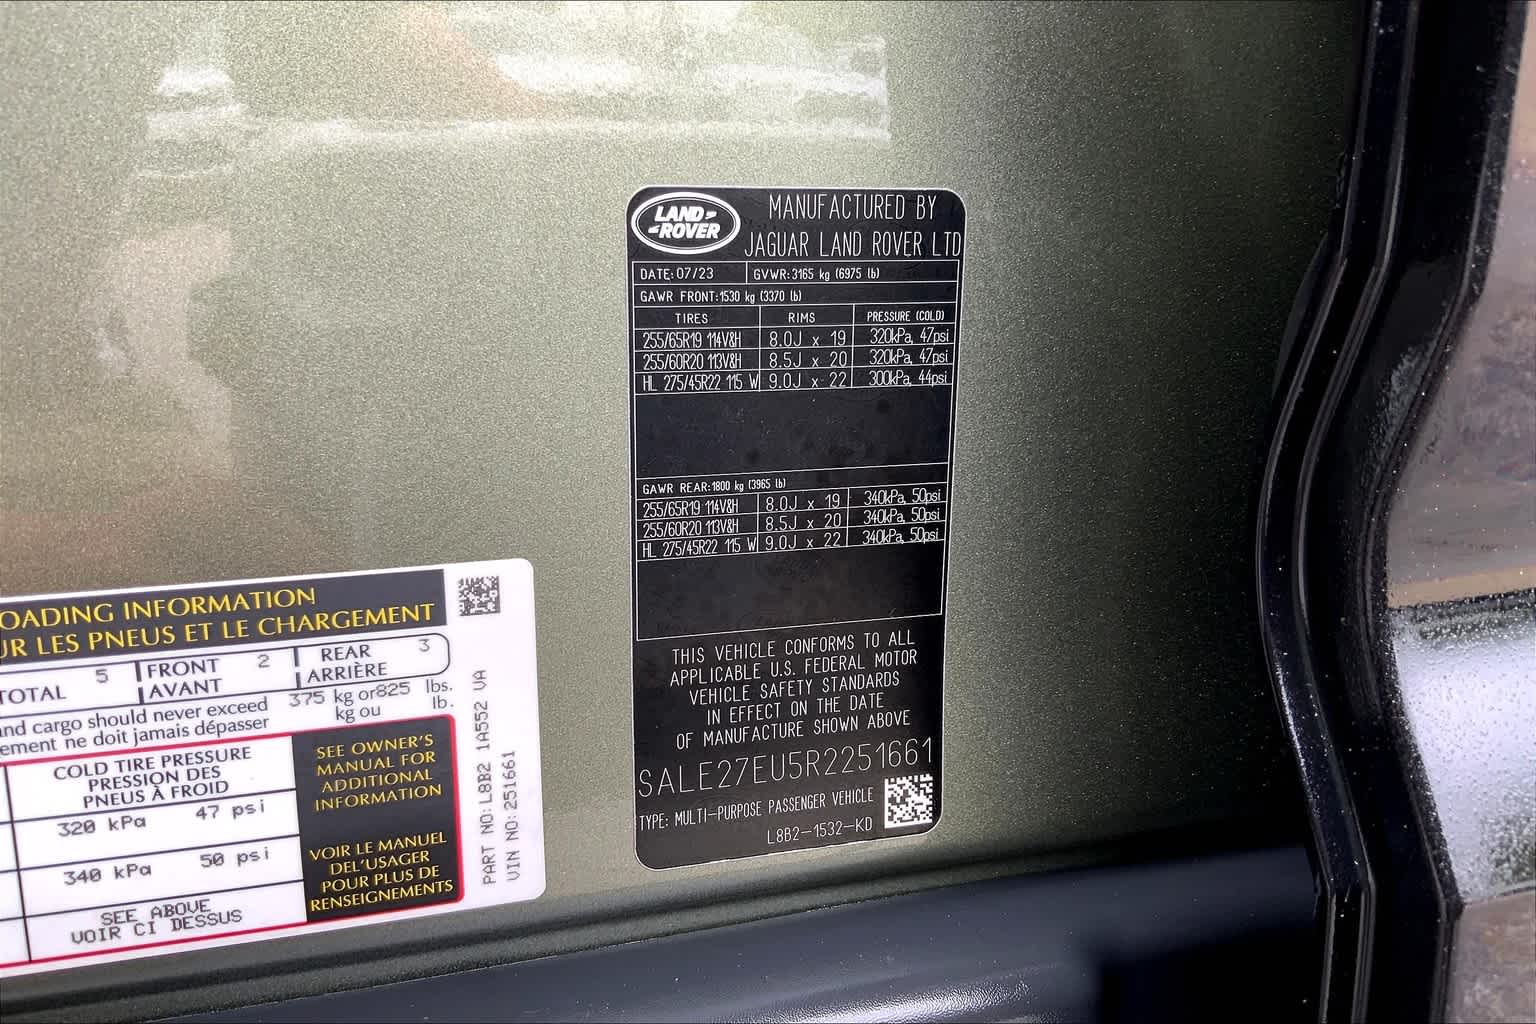 LAND
ROVER
MANUFACTURED BY
JAGUAR LAND ROVER LTD
DATE:07/23 GVWR:3165 kg (6975 lb)
GAWR FRONT:1530 kg (3370 lb)
TIRES RIMS PRESSURE (COLD)
255/65R19 114V&H 8.0J x 19 320kPa, 47psi
255/60R20 113V&H 8.5J x 20 320kPa, 47psi
HL 275/45R22 115 W 9.0J x 22 300kPa, 44psi
GAWR REAR:1800 kg (3965 lb)
255/65R19 114V&H 8.0J x 19 340kPa, 50psi
255/60R20 113V&H 8.5J x 20 340kPa, 50psi
HL 275/45R22 115 W 9.0J x 22 340kPa, 50psi
THIS VEHICLE CONFORMS TO ALL
APPLICABLE U.S. FEDERAL MOTOR
VEHICLE SAFETY STANDARDS
IN EFFECT ON THE DATE
OF MANUFACTURE SHOWN ABOVE
SALE27EU5R2251661
TYPE: MULTI-PURPOSE PASSENGER VEHICLE
L8B2-1532-KD
OADING INFORMATION
UR LES PNEUS ET LE CHARGEMENT
TOTAL 5 FRONT 2 REAR 3
AVANT ARRIÈRE
and cargo should never exceed 375 kg or 825 lbs.
ement ne doit jamais dépasser kg ou lb.
COLD TIRE PRESSURE
PRESSION DES
PNEUS À FROID
320 kPa 47 psi
340 kPa 50 psi
SEE ABOVE
VOIR CI DESSUS
SEE OWNER'S
MANUAL FOR
ADDITIONAL
INFORMATION
VOIR LE MANUEL
DEL'USAGER
POUR PLUS DE
RENSEIGNEMENTS
PART NO:L8B2 1A552 VA
VIN NO:251661